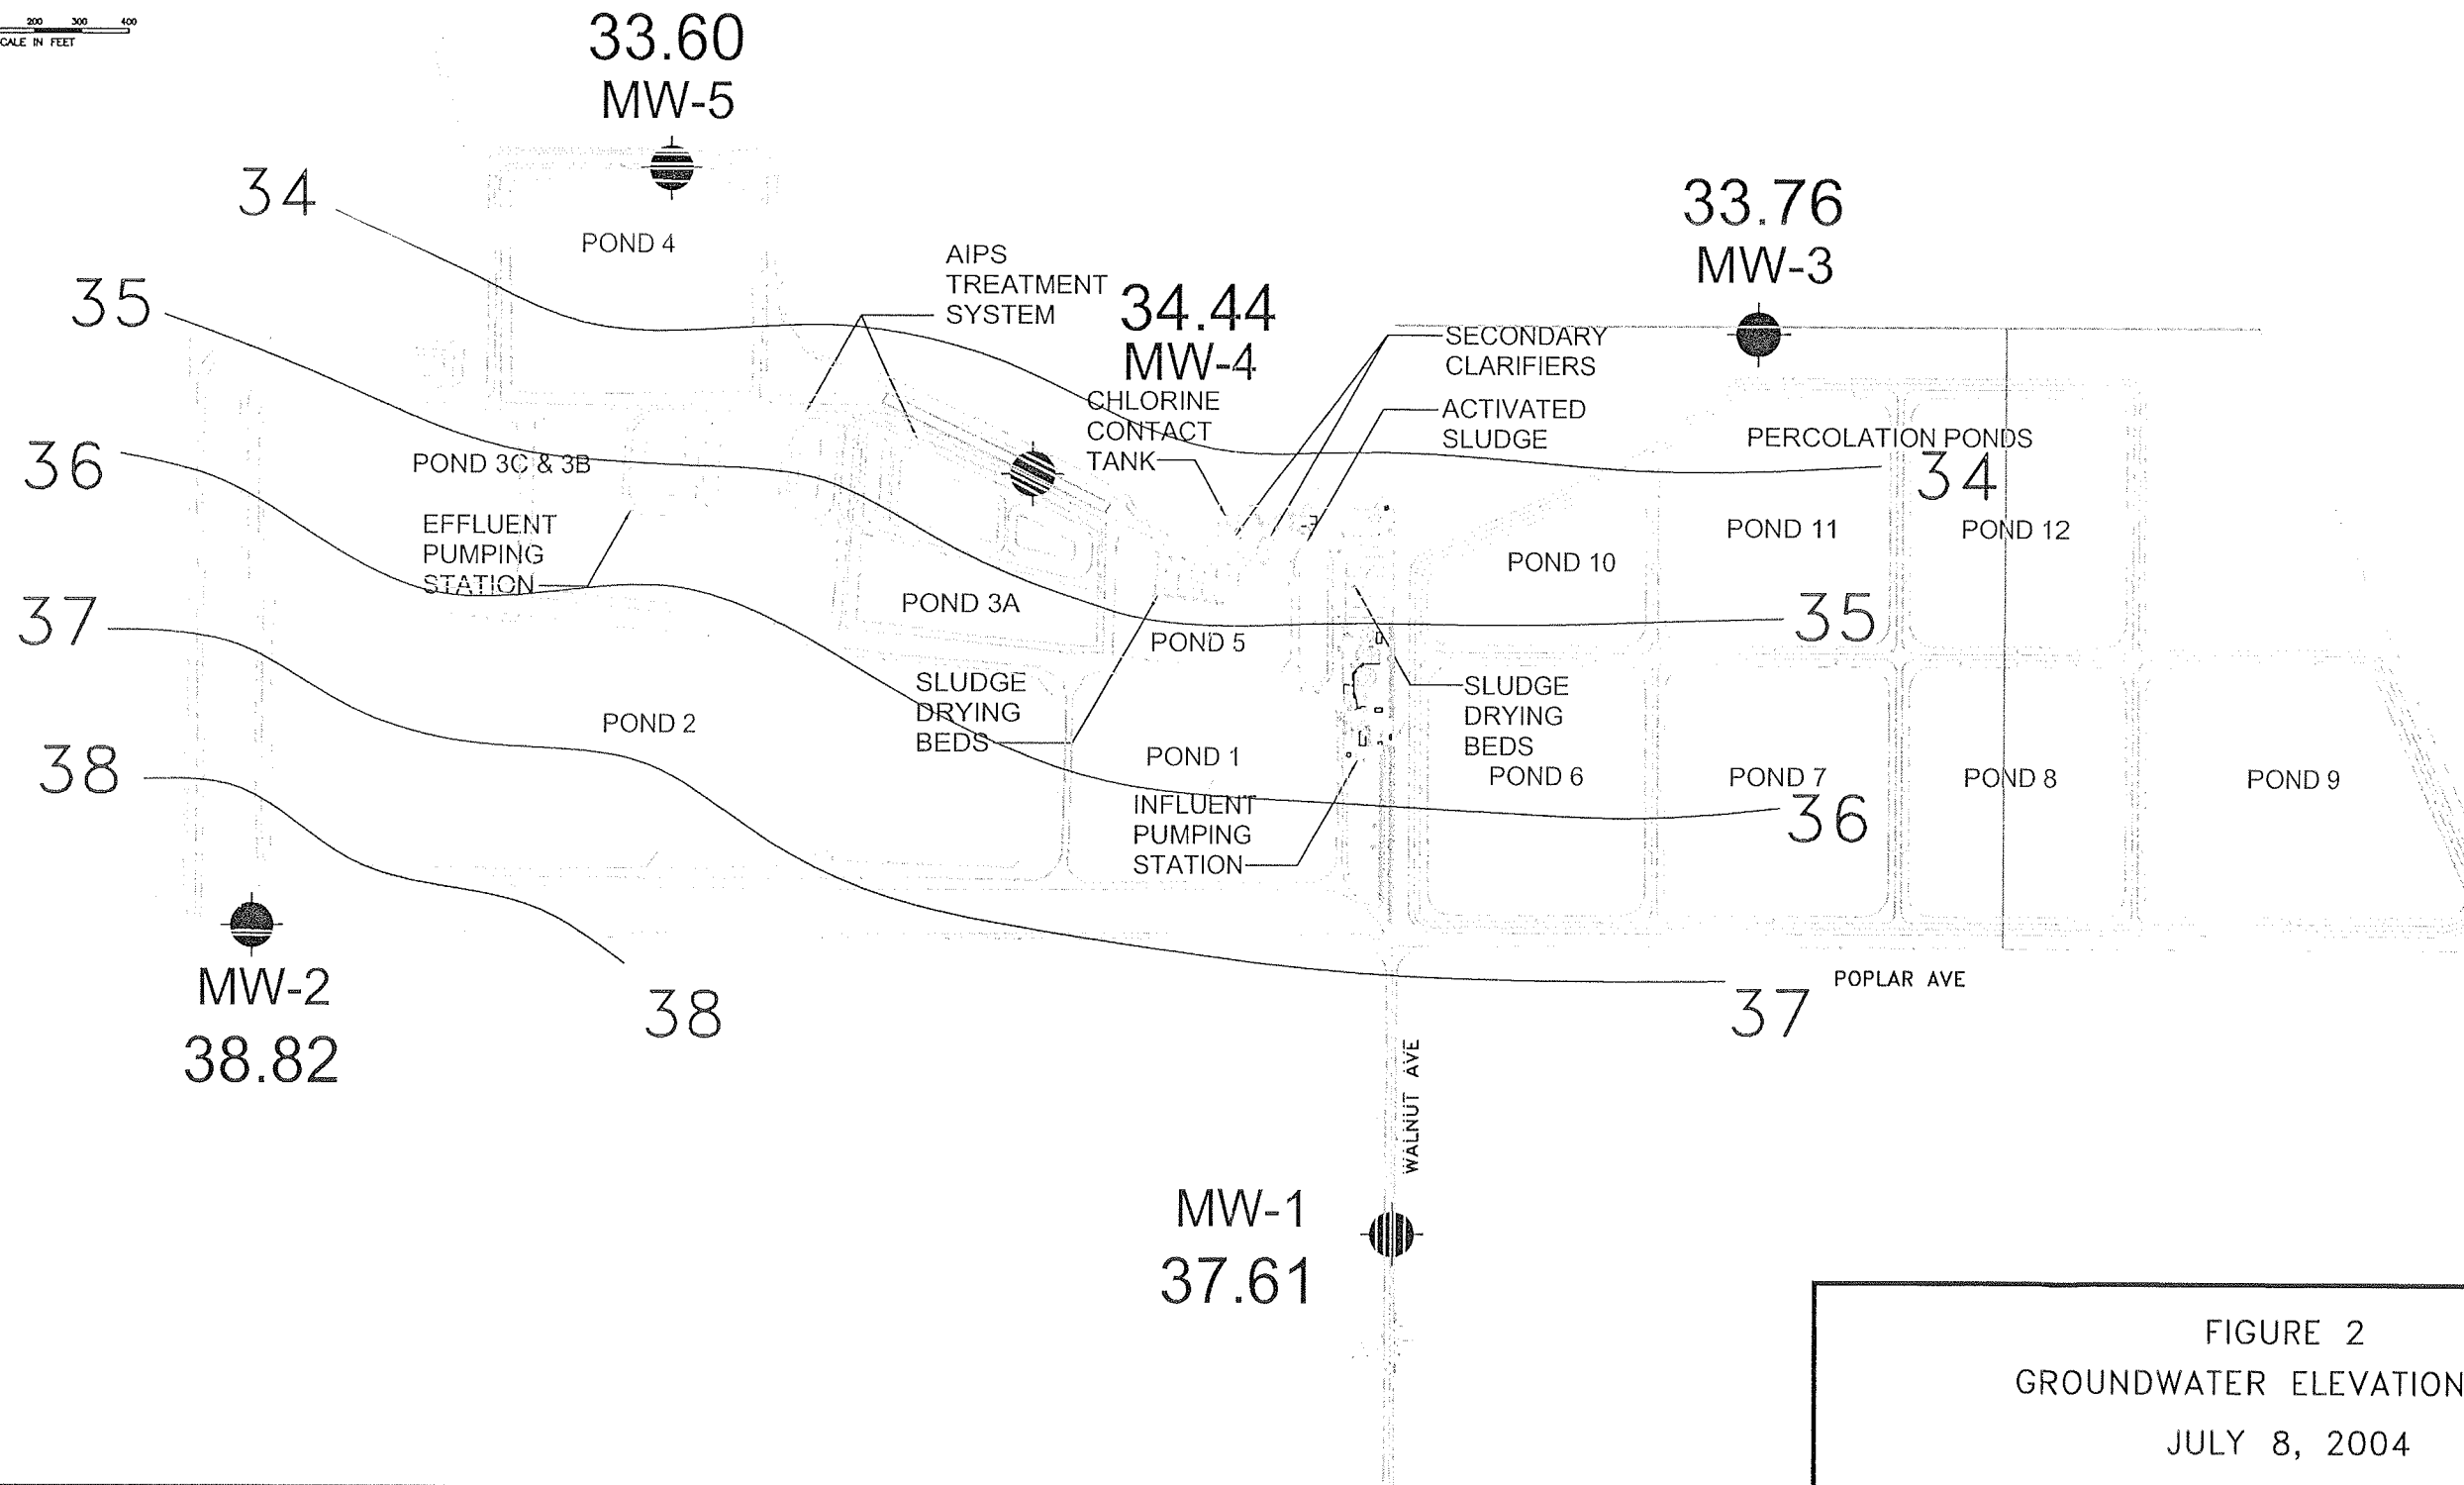 200 300 400
CALE IN FEET
33.60
MW-5
34
POND 4
33.76
MW-3
35
AIPS
TREATMENT
SYSTEM
34.44
MW-4
SECONDARY
CLARIFIERS
CHLORINE
CONTACT
TANK
ACTIVATED
SLUDGE
PERCOLATION PONDS
34
36
POND 3C & 3B
EFFLUENT
PUMPING
STATION
POND 10
POND 11
POND 12
37
POND 3A
POND 5
35
SLUDGE
DRYING
BEDS
SLUDGE
DRYING
BEDS
POND 2
38
POND 1
POND 6
POND 7
POND 8
POND 9
INFLUENT
PUMPING
STATION
36
MW-2
38.82
38
37
POPLAR AVE
WALNUT AVE
MW-1
37.61
FIGURE 2
GROUNDWATER ELEVATION
JULY 8, 2004